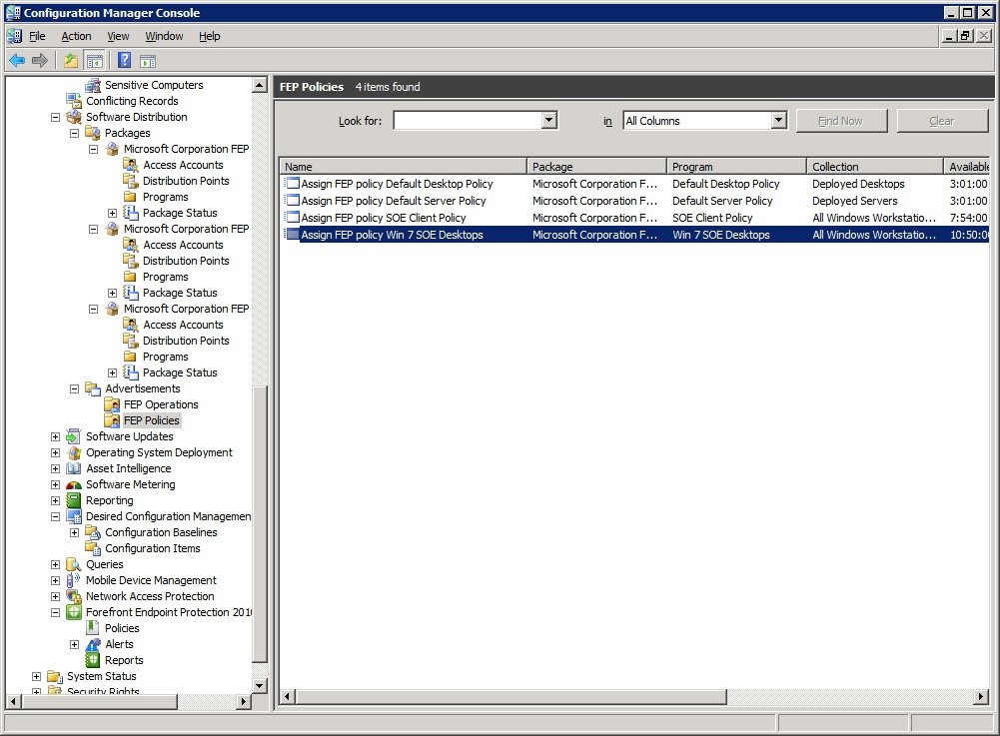 Configuration Manager Console
File Action View Window Help
Sensitive Computers
Conflicting Records
Software Distribution
Packages
Microsoft Corporation FEP
Access Accounts
Distribution Points
Programs
Package Status
Microsoft Corporation FEP
Access Accounts
Distribution Points
Programs
Package Status
Microsoft Corporation FEP
Access Accounts
Distribution Points
Programs
Package Status
Advertisements
FEP Operations
FEP Policies
Software Updates
Operating System Deployment
Asset Intelligence
Software Metering
Reporting
Desired Configuration Managemen
Configuration Baselines
Configuration Items
Queries
Mobile Device Management
Network Access Protection
Forefront Endpoint Protection 201
Policies
Alerts
Reports
System Status
Security Rights
FEP Policies 4 items found
Look for: in All Columns Find Now Clear
Name Package Program Collection Available
Assign FEP policy Default Desktop Policy Microsoft Corporation F... Default Desktop Policy Deployed Desktops 3:01:00
Assign FEP policy Default Server Policy Microsoft Corporation F... Default Server Policy Deployed Servers 3:01:00
Assign FEP policy SOE Client Policy Microsoft Corporation F... SOE Client Policy All Windows Workstatio... 7:54:00
Assign FEP policy Win 7 SOE Desktops Microsoft Corporation F... Win 7 SOE Desktops All Windows Workstatio... 10:50:0